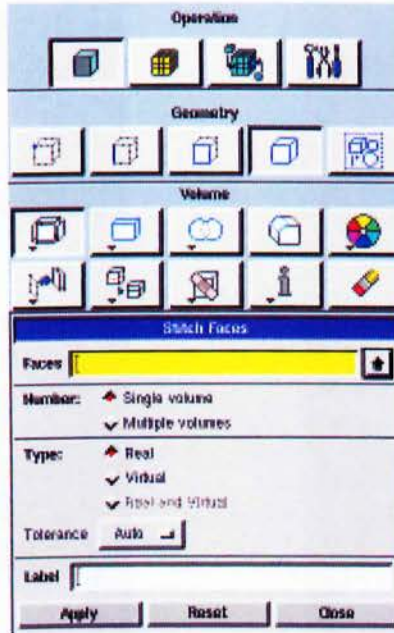 Operation
Geometry
Volume
Stitch Faces
Faces
Number: Single volume
Multiple volumes
Type: Real
Virtual
Real and Virtual
Tolerance Auto
Label
Apply Reset Close